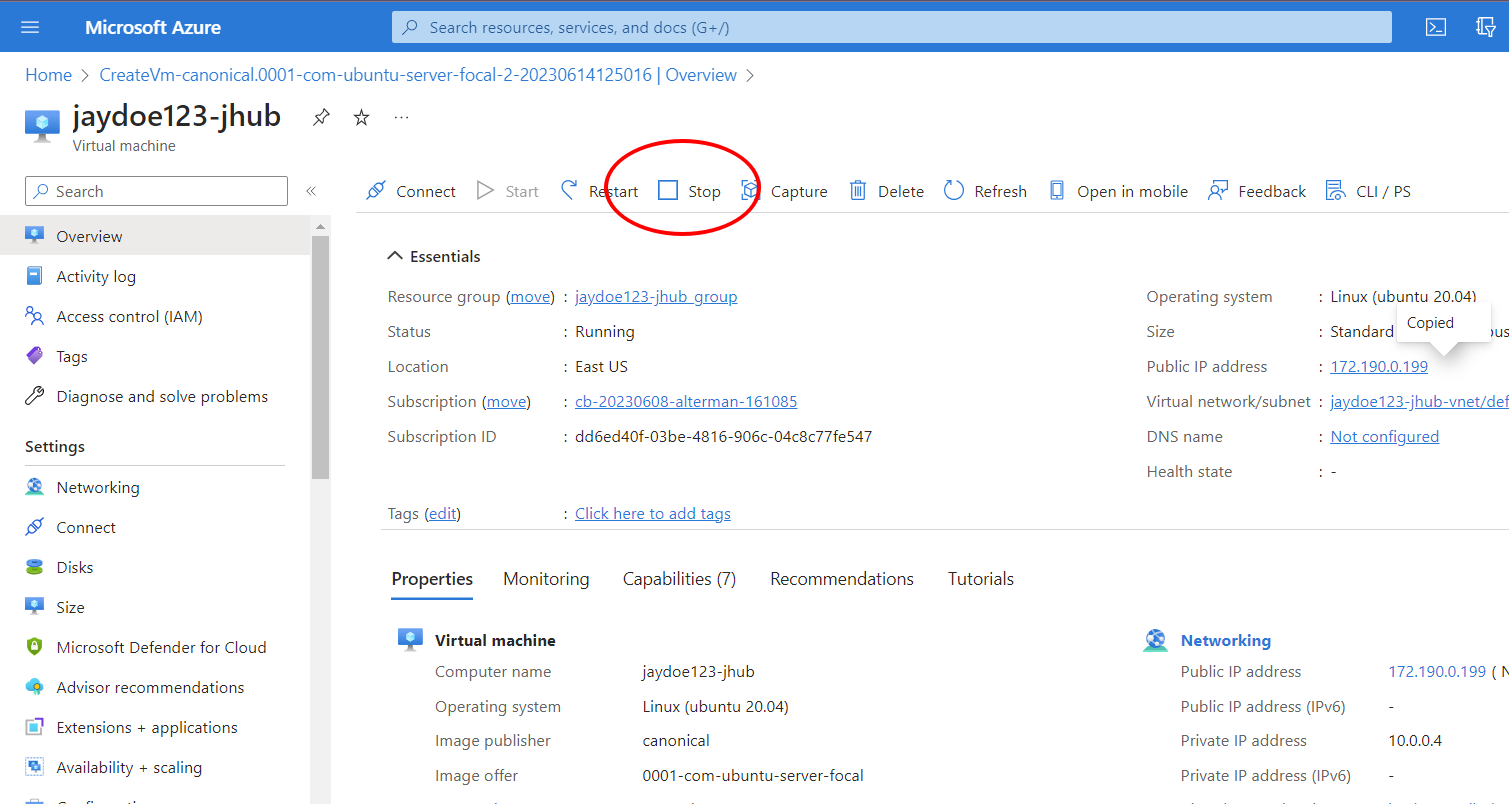 Microsoft Azure
Search resources, services, and docs (G+/)
Home > CreateVm-canonical.0001-com-ubuntu-server-focal-2-20230614125016 | Overview >
jaydoe123-jhub
Virtual machine
Search «
Connect Start Restart Stop Capture Delete Refresh Open in mobile Feedback CLI / PS
Overview
Activity log
Access control (IAM)
Tags
Diagnose and solve problems
Settings
Networking
Connect
Disks
Size
Microsoft Defender for Cloud
Advisor recommendations
Extensions + applications
Availability + scaling
Essentials
Resource group (move) : jaydoe123-jhub_group
Status : Running
Location : East US
Subscription (move) : cb-20230608-alterman-161085
Subscription ID : dd6ed40f-03be-4816-906c-04c8c77fe547
Tags (edit) : Click here to add tags
Operating system : Linux (ubuntu 20.04)
Copied
Size : Standard
Public IP address : 172.190.0.199
Virtual network/subnet : jaydoe123-jhub-vnet/def
DNS name : Not configured
Health state : -
Properties Monitoring Capabilities (7) Recommendations Tutorials
Virtual machine
Computer name jaydoe123-jhub
Operating system Linux (ubuntu 20.04)
Image publisher canonical
Image offer 0001-com-ubuntu-server-focal
Networking
Public IP address 172.190.0.199 ( N
Public IP address (IPv6) -
Private IP address 10.0.0.4
Private IP address (IPv6) -